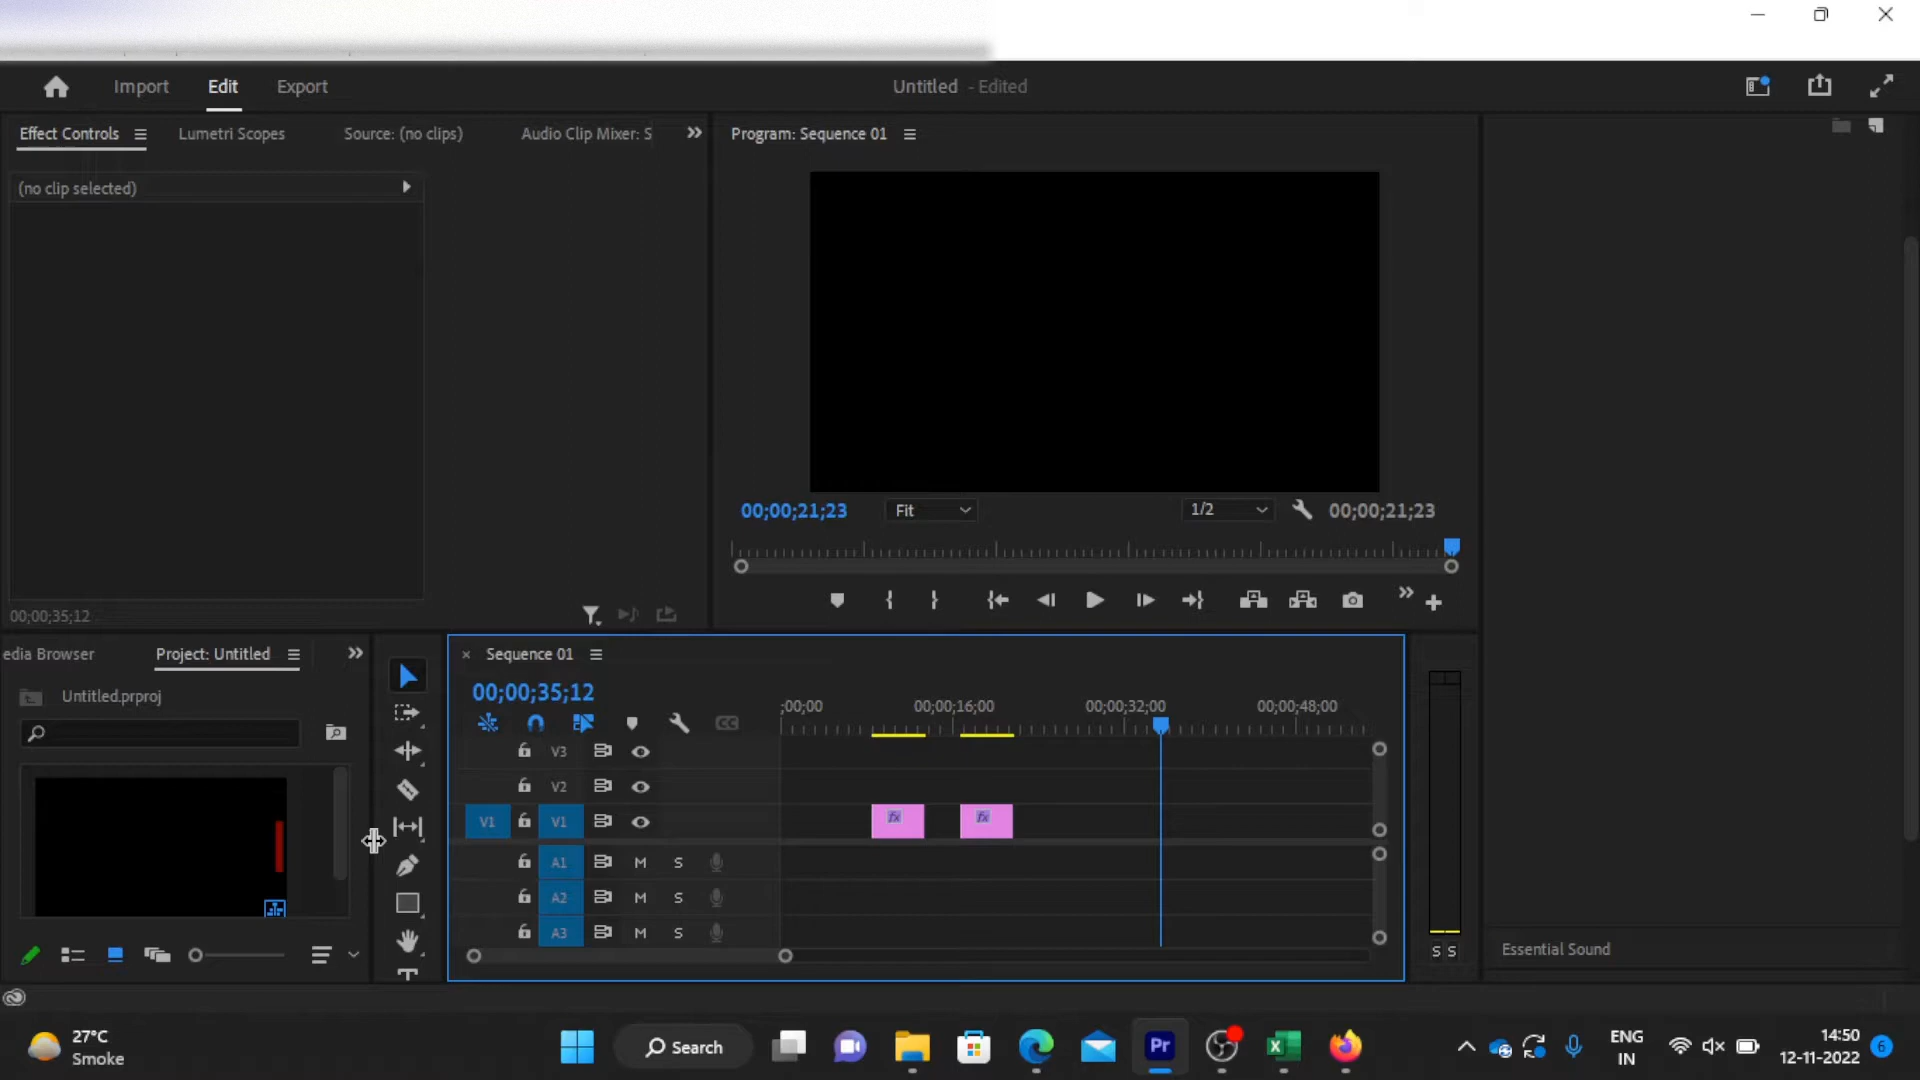 Import
Edit
Export
Untitled - Edited
Effect Controls
Lumetri Scopes
Source: (no clips)
Audio Clip Mixer: S
Program: Sequence 01
(no clip selected)
00;00;21;23
Fit
1/2
00;00;21;23
00;00;35;12
edia Browser
Project: Untitled
Untitled.prproj
Sequence 01
00;00;35;12
;00;00
00;00;16;00
00;00;32;00
00;00;48;00
V3
V2
V1 V1
fx fx
A1 M S
A2 M S
A3 M S
S S
Essential Sound
27°C
Smoke
Search
Pr
ENG
IN
14:50
12-11-2022
6